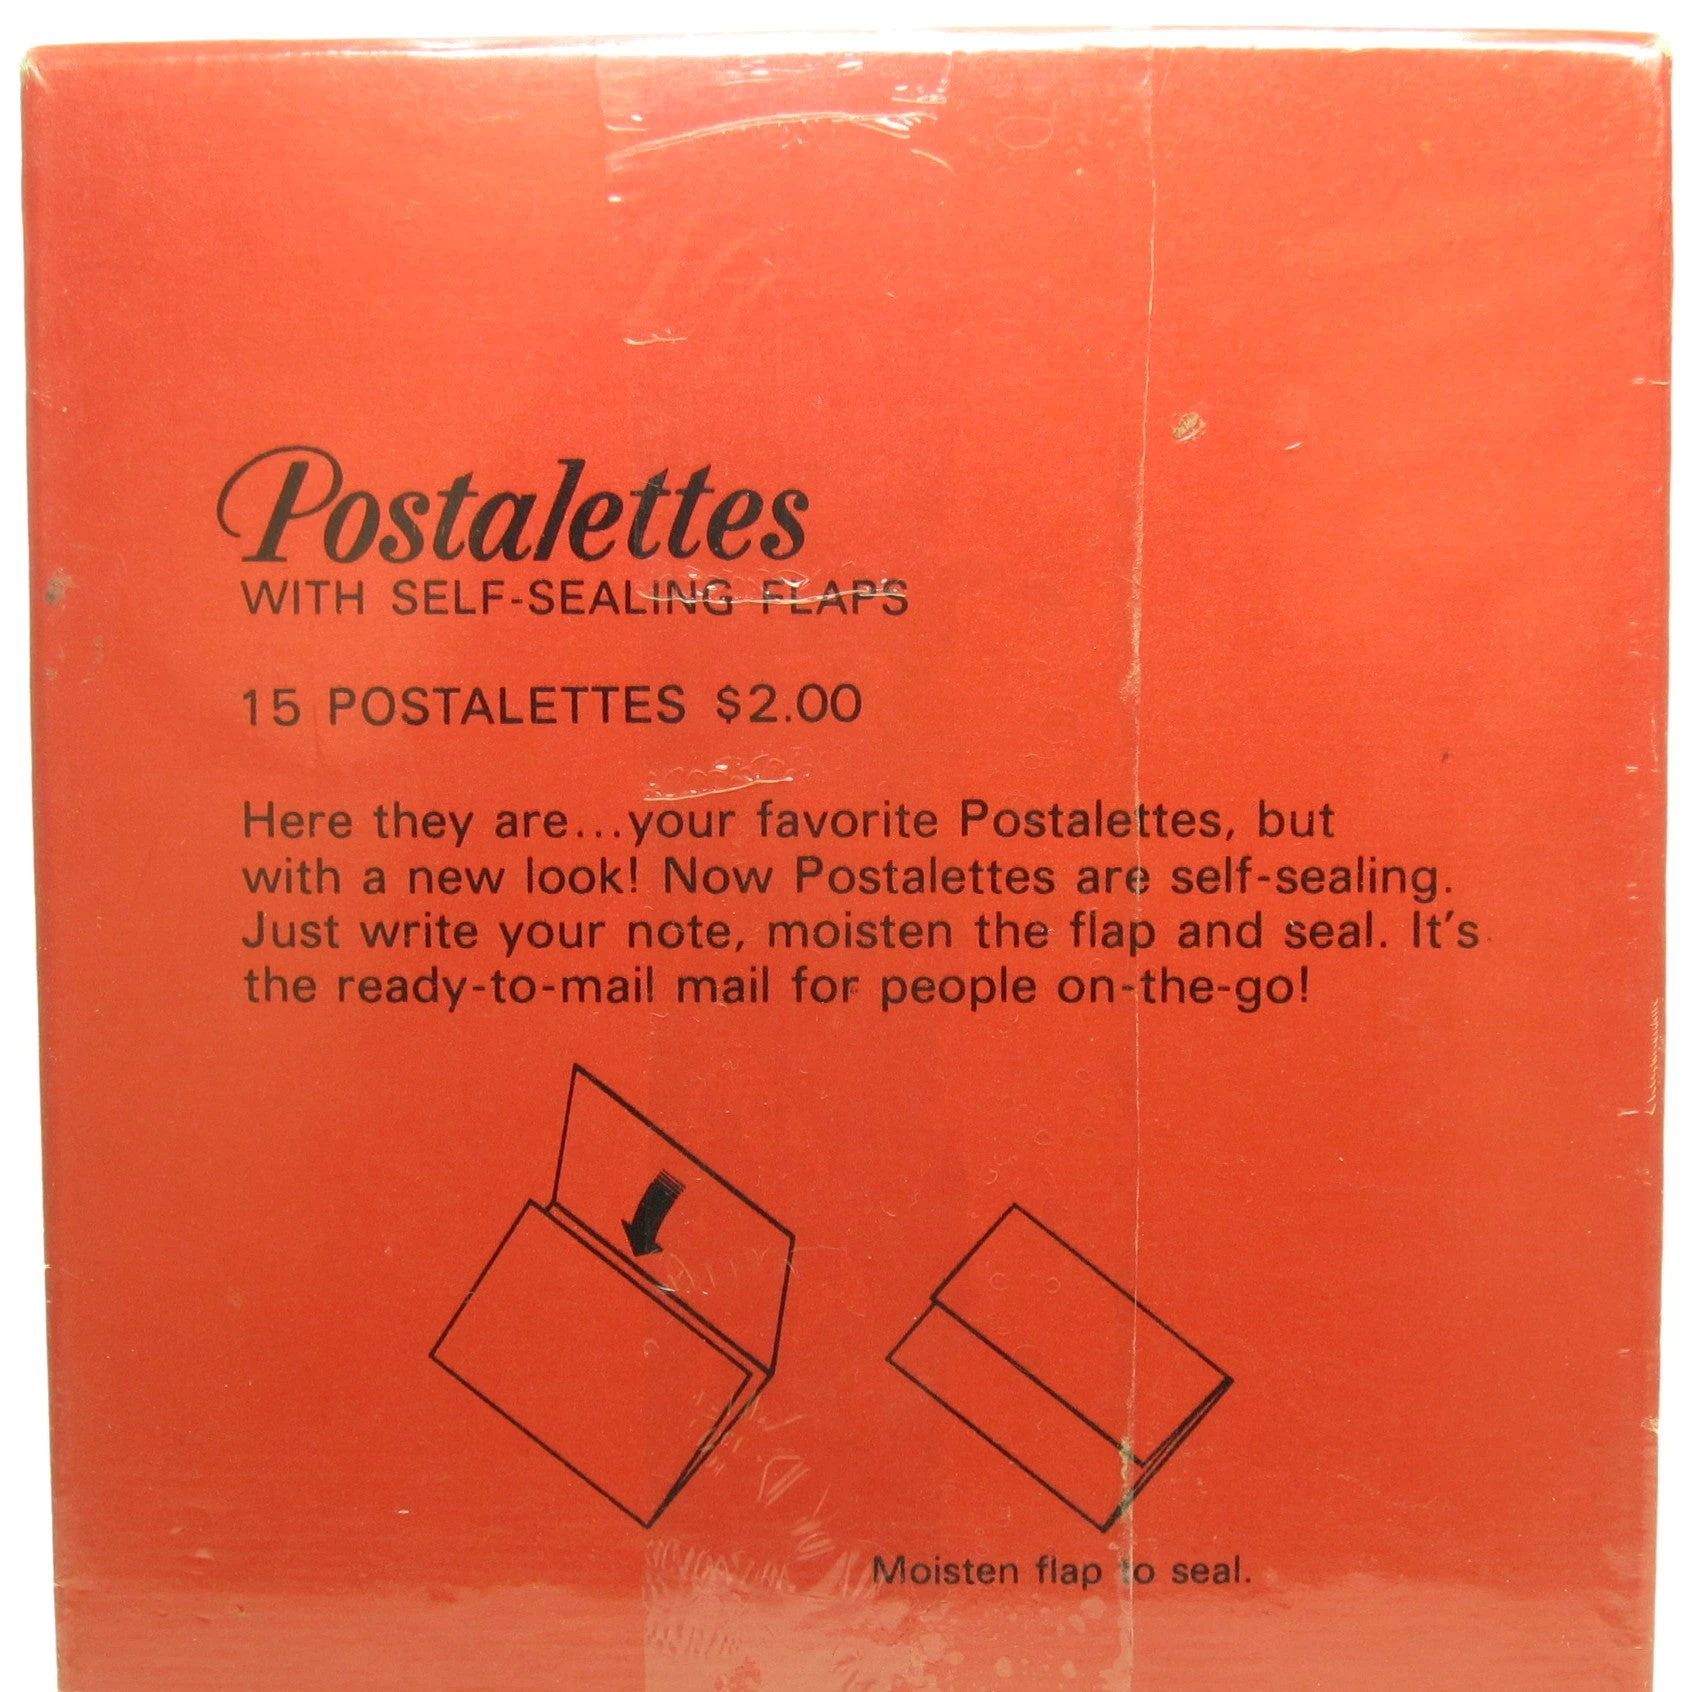 Postalettes
WITH SELF-SEALING FLAPS
15 POSTALETTES $2.00
Here they are...your favorite Postalettes, but
with a new look! Now Postalettes are self-sealing.
Just write your note, moisten the flap and seal. It's
the ready-to-mail mail for people on-the-go!
Moisten flap to seal.